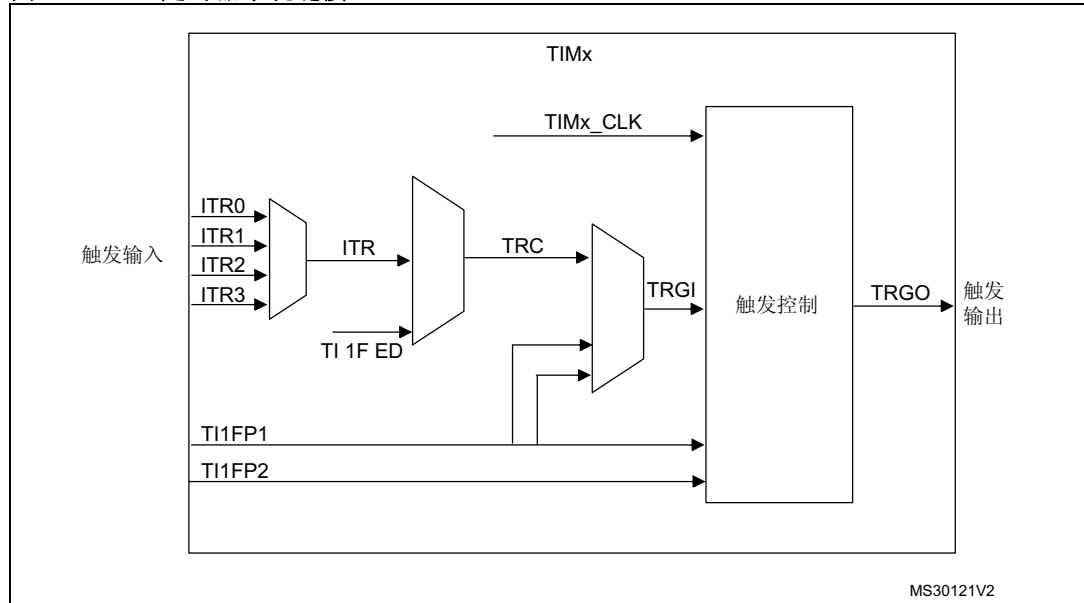 TIMx
TIMx_CLK
ITR0
ITR1
ITR2
ITR3
触发输入
ITR
TI 1F ED
TRC
TRGI
触发控制
TRGO
触发
输出
TI1FP1
TI1FP2
MS30121V2